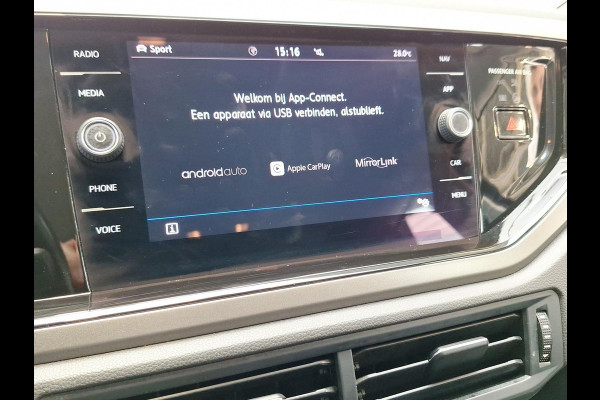 RADIO
MEDIA
PHONE
VOICE
Sport
15:16
28.0°C
Welkom bij App-Connect.
Een apparaat via USB verbinden, alstublieft.
androidauto
Apple CarPlay
MirrorLink
NAV
APP
CAR
MENU
PASSENGER AIR